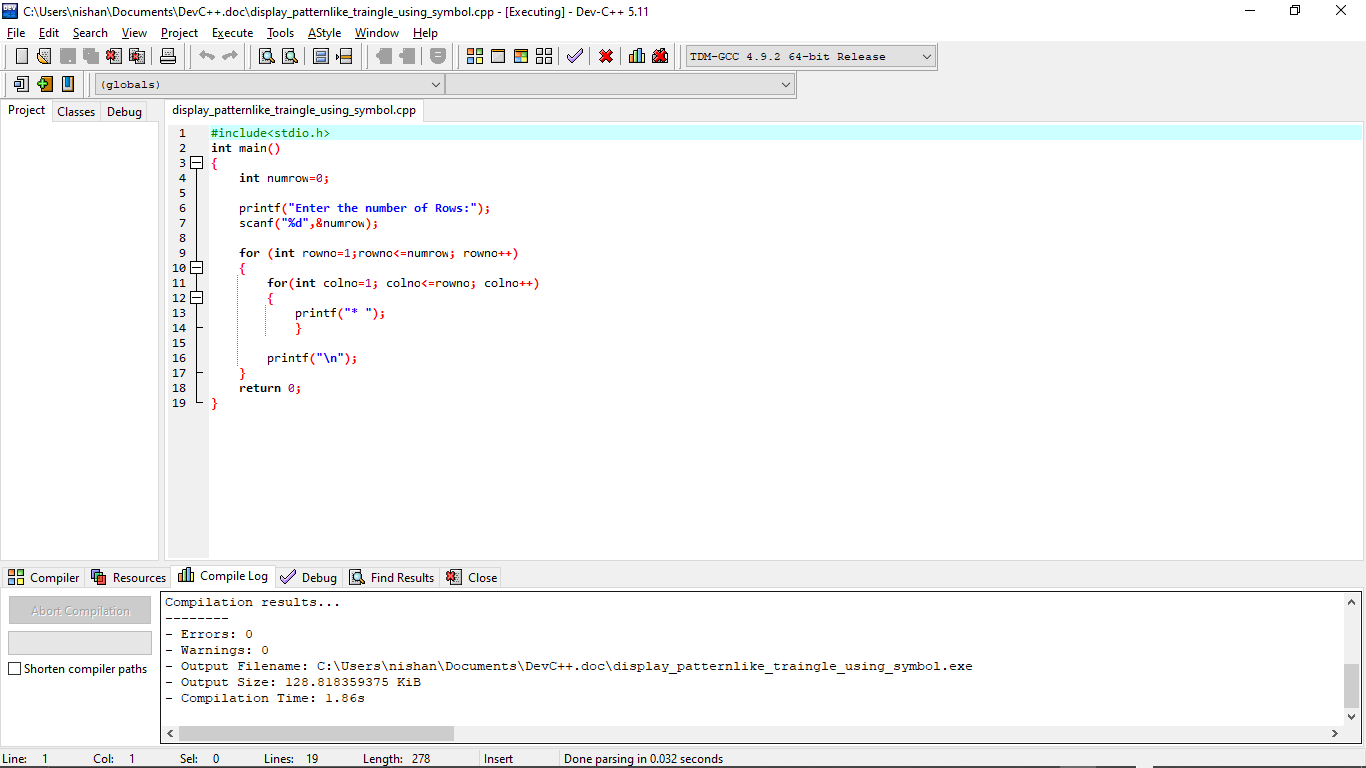 C:\Users\nishan\Documents\DevC++.doc\display_patternlike_traingle_using_symbol.cpp - [Executing] - Dev-C++ 5.11
File Edit Search View Project Execute Tools AStyle Window Help
TDM-GCC 4.9.2 64-bit Release
(globals)
Project Classes Debug
display_patternlike_traingle_using_symbol.cpp
1 #include<stdio.h>
2 int main()
3 {
4 int numrow=0;
5
6 printf("Enter the number of Rows:");
7 scanf("%d",&numrow);
8
9 for (int rowno=1;rowno<=numrow; rowno++)
10 {
11 for(int colno=1; colno<=rowno; colno++)
12 {
13 printf("* ");
14 }
15
16 printf("\n");
17 }
18 return 0;
19 }
Compiler Resources Compile Log Debug Find Results Close
Abort Compilation
Shorten compiler paths
Compilation results...
--------
- Errors: 0
- Warnings: 0
- Output Filename: C:\Users\nishan\Documents\DevC++.doc\display_patternlike_traingle_using_symbol.exe
- Output Size: 128.818359375 KiB
- Compilation Time: 1.86s
Line: 1 Col: 1 Sel: 0 Lines: 19 Length: 278 Insert Done parsing in 0.032 seconds